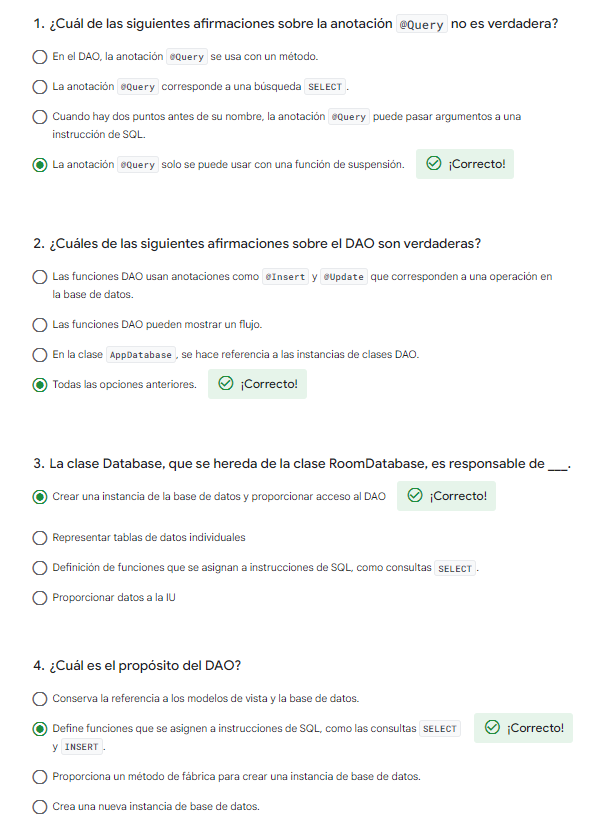 1. ¿Cuál de las siguientes afirmaciones sobre la anotación @Query no es verdadera?
En el DAO, la anotación @Query se usa con un método.
La anotación @Query corresponde a una búsqueda SELECT.
Cuando hay dos puntos antes de su nombre, la anotación @Query puede pasar argumentos a una
instrucción de SQL.
La anotación @Query solo se puede usar con una función de suspensión. ¡Correcto!
2. ¿Cuáles de las siguientes afirmaciones sobre el DAO son verdaderas?
Las funciones DAO usan anotaciones como @Insert y @Update que corresponden a una operación en
la base de datos.
Las funciones DAO pueden mostrar un flujo.
En la clase AppDatabase, se hace referencia a las instancias de clases DAO.
Todas las opciones anteriores. ¡Correcto!
3. La clase Database, que se hereda de la clase RoomDatabase, es responsable de ___.
Crear una instancia de la base de datos y proporcionar acceso al DAO ¡Correcto!
Representar tablas de datos individuales
Definición de funciones que se asignan a instrucciones de SQL, como consultas SELECT.
Proporcionar datos a la IU
4. ¿Cuál es el propósito del DAO?
Conserva la referencia a los modelos de vista y la base de datos.
Define funciones que se asignen a instrucciones de SQL, como las consultas SELECT ¡Correcto!
y INSERT.
Proporciona un método de fábrica para crear una instancia de base de datos.
Crea una nueva instancia de base de datos.